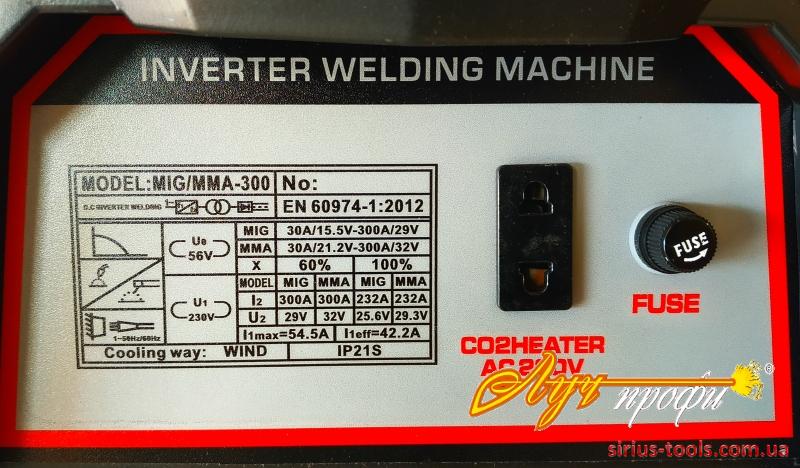 INVERTER WELDING MACHINE
MODEL:MIG/MMA-300 No:
D.C INVERTER WELDING EN 60974-1:2012
U0 56V MIG 30A/15.5V-300A/29V
MMA 30A/21.2V-300A/32V
X 60% 100%
U1 230V MODEL MIG MMA MIG MMA
I2 300A 300A 232A 232A
U2 29V 32V 25.6V 29.3V
1~50Hz/60Hz I1max=54.5A I1eff=42.2A
Cooling way: WIND IP21S
FUSE
FUSE
CO2HEATER
Луч профи ®
sirius-tools.com.ua